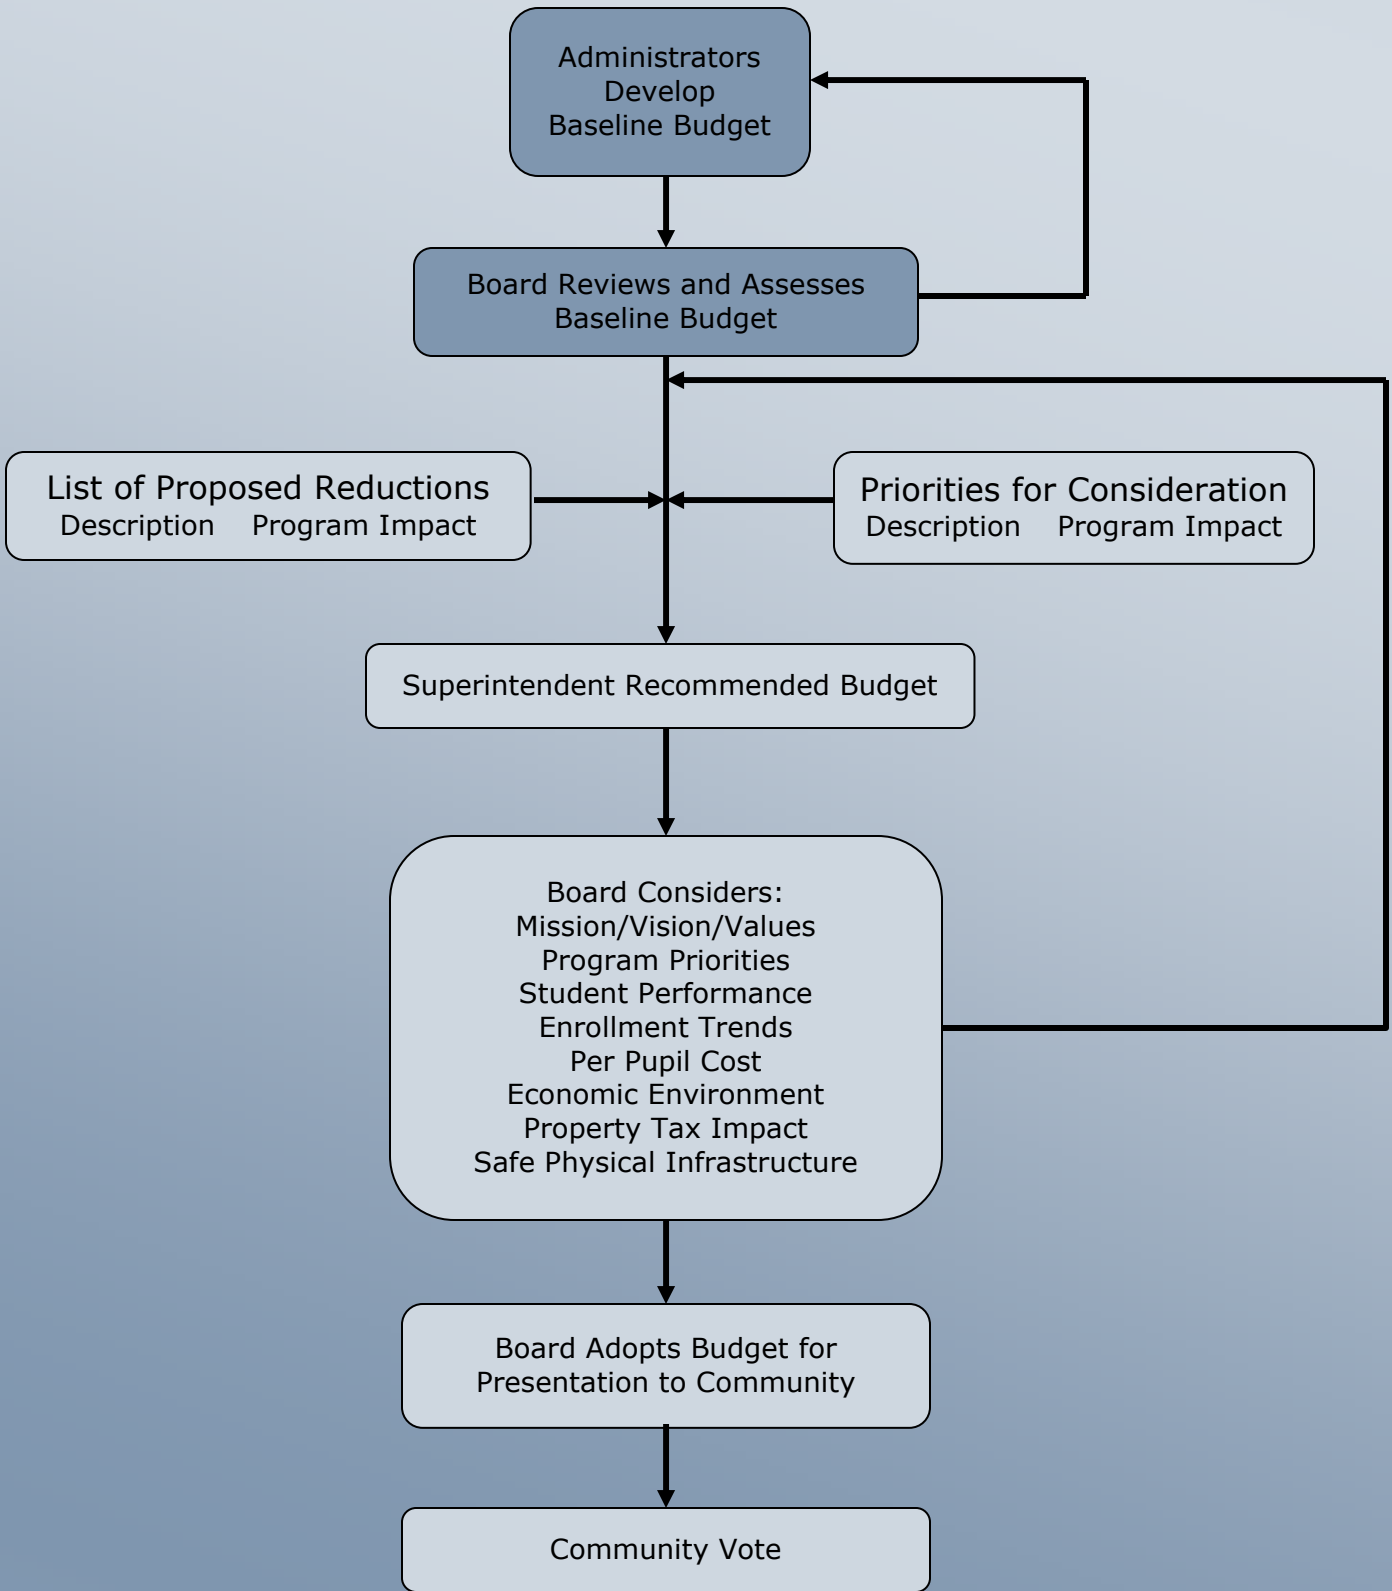 Administrators
Develop
Baseline Budget
Board Reviews and Assesses
Baseline Budget
List of Proposed Reductions
Description Program Impact
Priorities for Consideration
Description Program Impact
Superintendent Recommended Budget
Board Considers:
Mission/Vision/Values
Program Priorities
Student Performance
Enrollment Trends
Per Pupil Cost
Economic Environment
Property Tax Impact
Safe Physical Infrastructure
Board Adopts Budget for
Presentation to Community
Community Vote